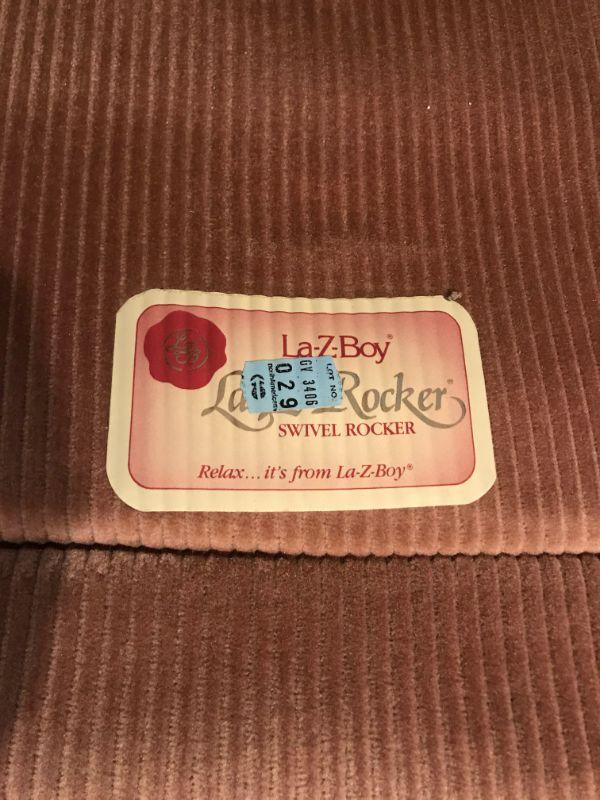 La-Z-Boy®
Rocker®
SWIVEL ROCKER
Relax... it's from La-Z-Boy®
LOT NO.
GV 3406
029